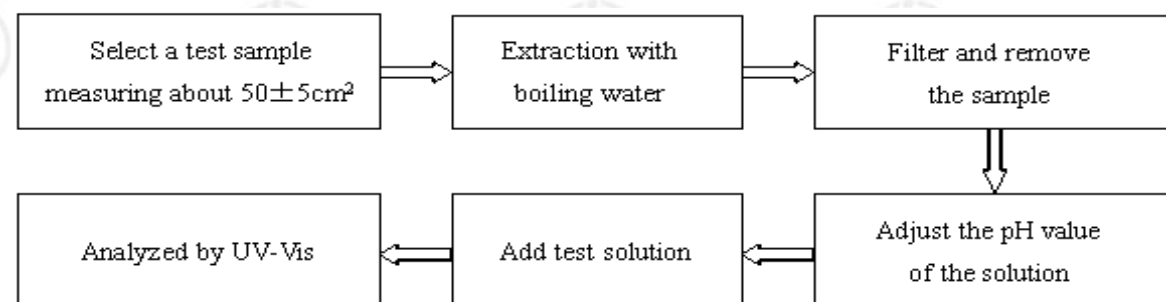 Select a test sample
measuring about 50±5cm²
Extraction with
boiling water
Filter and remove
the sample
Adjust the pH value
of the solution
Add test solution
Analyzed by UV-Vis